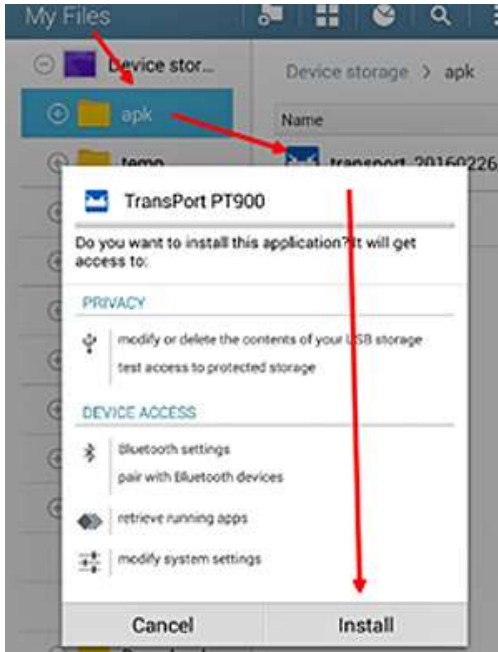 My Files
Device stor...
Device storage > apk
apk
Name
temp
transport_20160226
TransPort PT900
Do you want to install this application? It will get
access to:
PRIVACY
modify or delete the contents of your USB storage
test access to protected storage
DEVICE ACCESS
Bluetooth settings
pair with Bluetooth devices
retrieve running apps
modify system settings
Cancel
Install